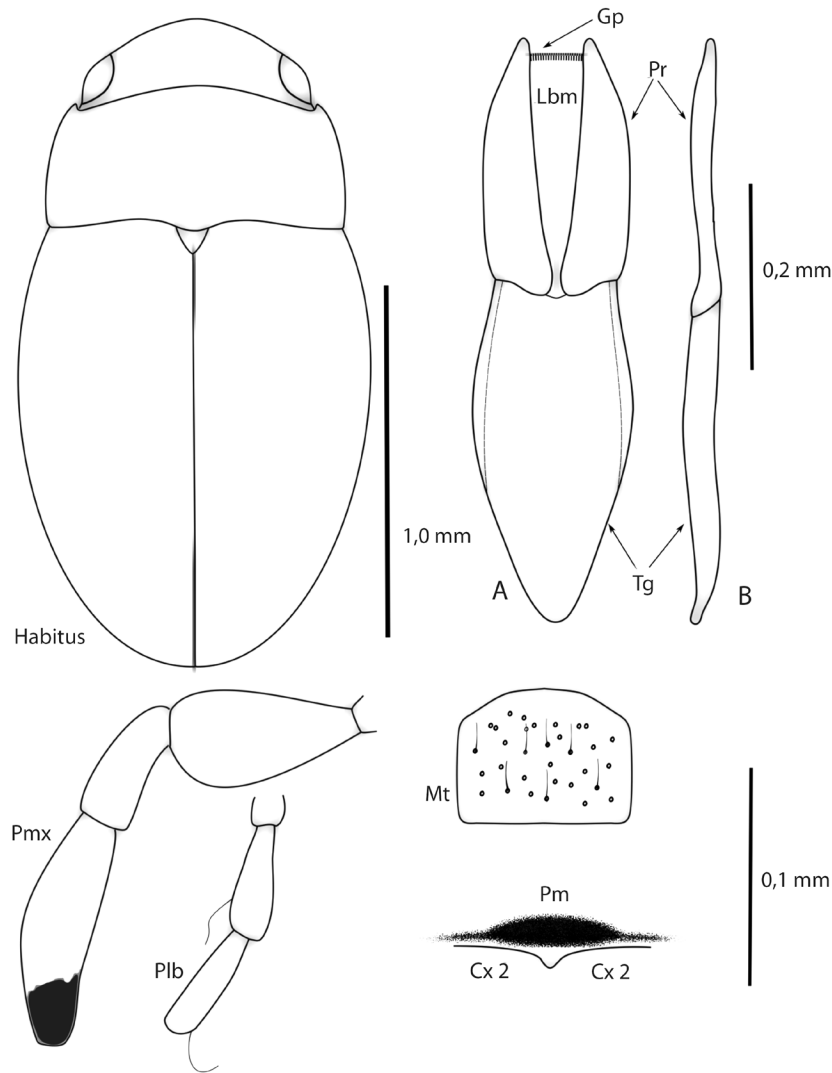 Gp
Pr
Lbm
0,2 mm
1,0 mm
A
Tg
B
Habitus
Mt
Pmx
0,1 mm
Pm
Plb
Cx 2
Cx 2